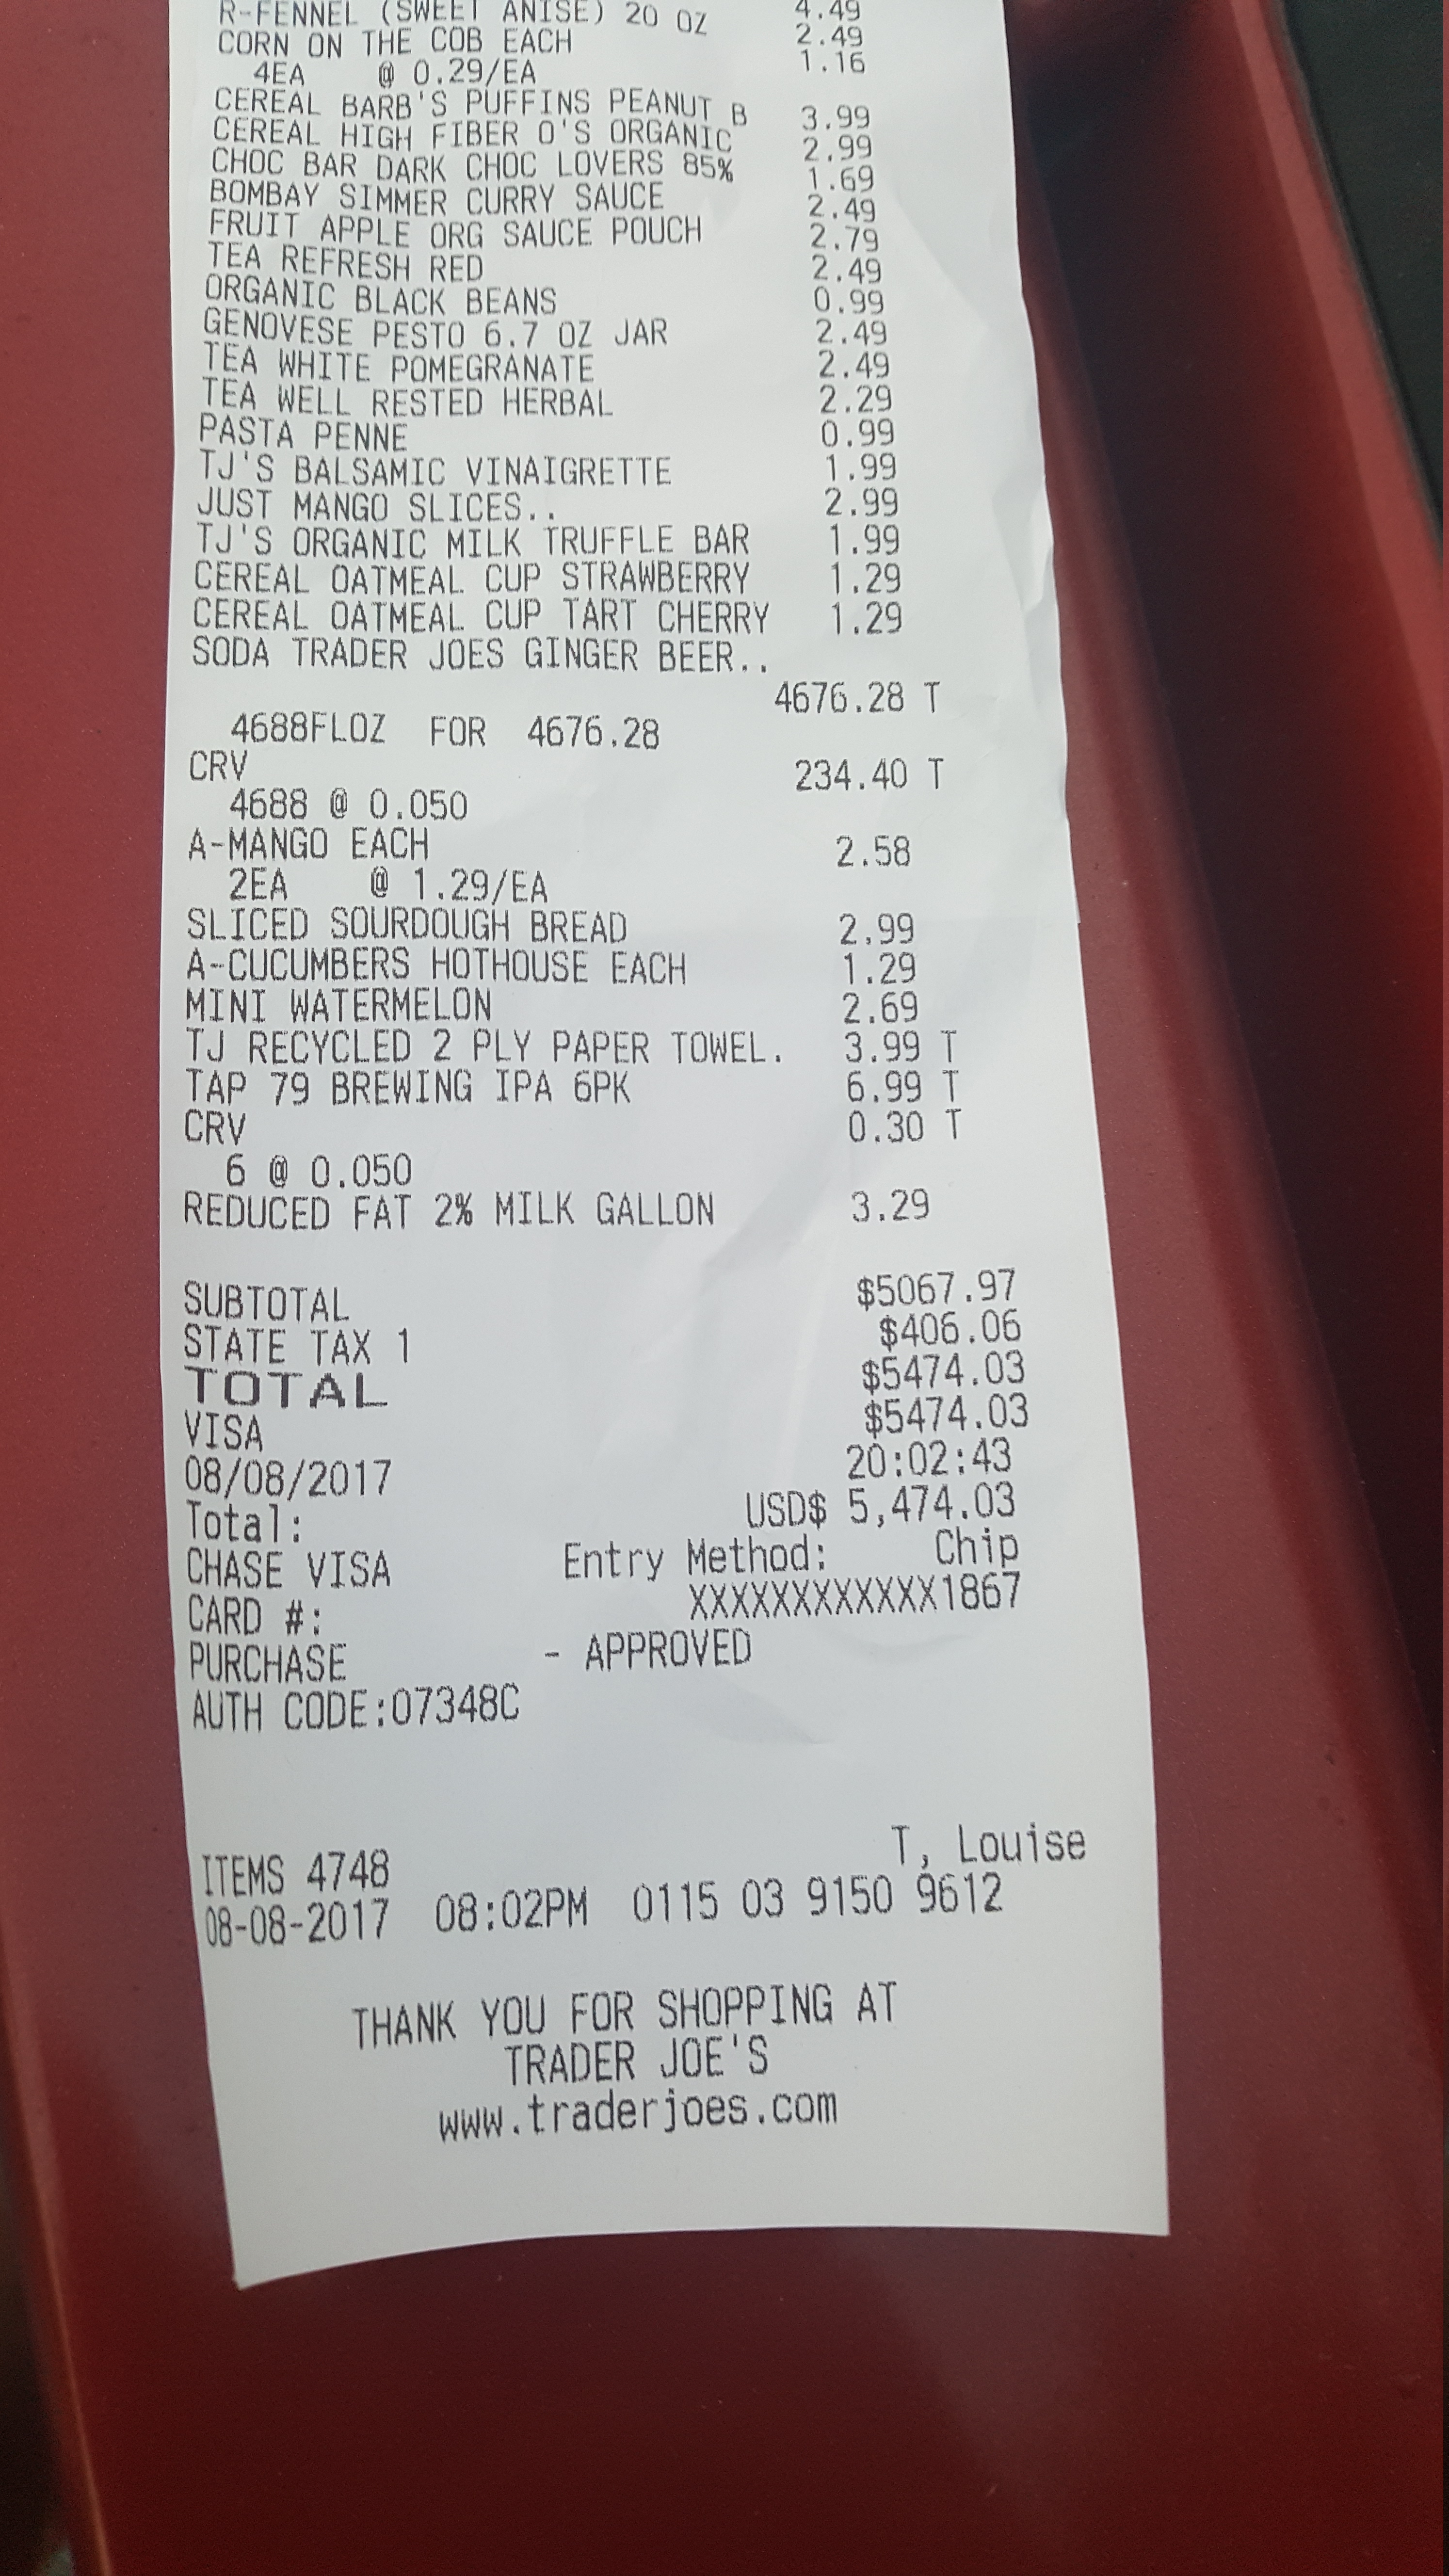 R-FENNEL (SWEET ANISE) 20 OZ 4.49
CORN ON THE COB EACH 2.49
4EA @ 0.29/EA 1.16
CEREAL BARB'S PUFFINS PEANUT B 3.99
CEREAL HIGH FIBER O'S ORGANIC 2.99
CHOC BAR DARK CHOC LOVERS 85% 1.69
BOMBAY SIMMER CURRY SAUCE 2.49
FRUIT APPLE ORG SAUCE POUCH 2.79
TEA REFRESH RED 2.49
ORGANIC BLACK BEANS 0.99
GENOVESE PESTO 6.7 OZ JAR 2.49
TEA WHITE POMEGRANATE 2.49
TEA WELL RESTED HERBAL 2.29
PASTA PENNE 0.99
TJ'S BALSAMIC VINAIGRETTE 1.99
JUST MANGO SLICES.. 2.99
TJ'S ORGANIC MILK TRUFFLE BAR 1.99
CEREAL OATMEAL CUP STRAWBERRY 1.29
CEREAL OATMEAL CUP TART CHERRY 1.29
SODA TRADER JOES GINGER BEER..
4676.28 T
4688FLOZ FOR 4676.28
CRV 234.40 T
4688 @ 0.050
A-MANGO EACH 2.58
2EA @ 1.29/EA
SLICED SOURDOUGH BREAD 2.99
A-CUCUMBERS HOTHOUSE EACH 1.29
MINI WATERMELON 2.69
TJ RECYCLED 2 PLY PAPER TOWEL. 3.99 T
TAP 79 BREWING IPA 6PK 6.99 T
CRV 0.30 T
6 @ 0.050
REDUCED FAT 2% MILK GALLON 3.29
SUBTOTAL $5067.97
STATE TAX 1 $406.06
TOTAL $5474.03
VISA $5474.03
08/08/2017 20:02:43
Total: USD$ 5,474.03
CHASE VISA Entry Method: Chip
CARD #: XXXXXXXXXXXX1867
PURCHASE - APPROVED
AUTH CODE:07348C
ITEMS 4748 T, Louise
08-08-2017 08:02PM 0115 03 9150 9612
THANK YOU FOR SHOPPING AT
TRADER JOE'S
www.traderjoes.com